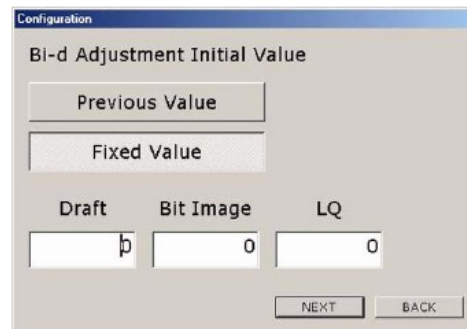 Configuration
Bi-d Adjustment Initial Value
Previous Value
Fixed Value
Draft Bit Image LQ
0 0 0
NEXT BACK